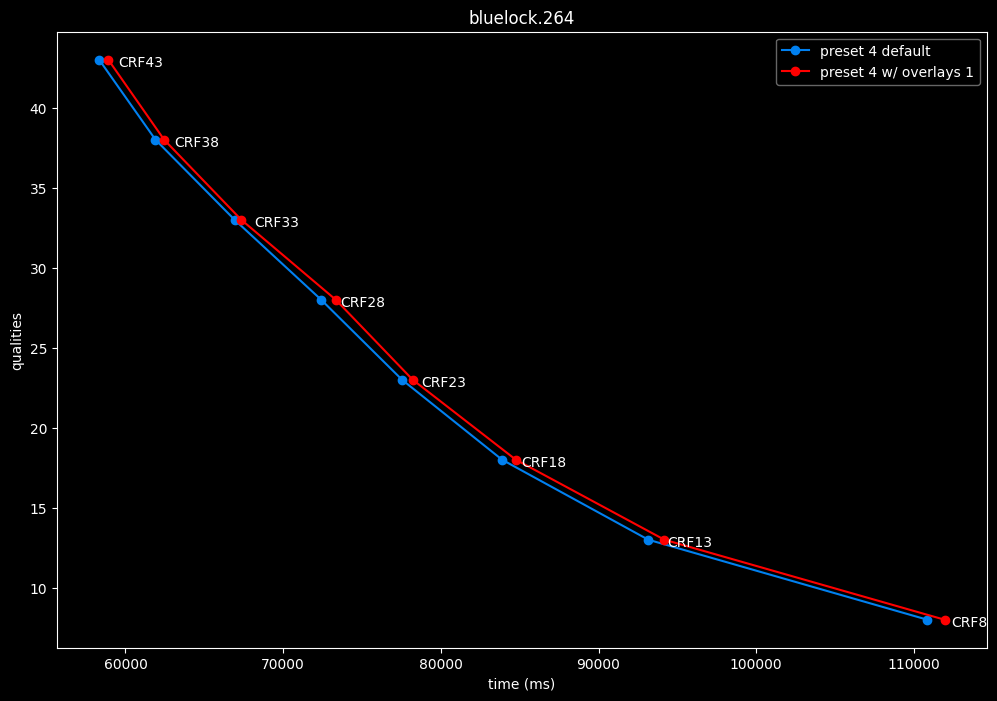 bluelock.264
preset 4 default
preset 4 w/ overlays 1
CRF43
CRF38
CRF33
CRF28
CRF23
CRF18
CRF13
CRF8
40
35
30
25
20
15
10
qualities
60000
70000
80000
90000
100000
110000
time (ms)